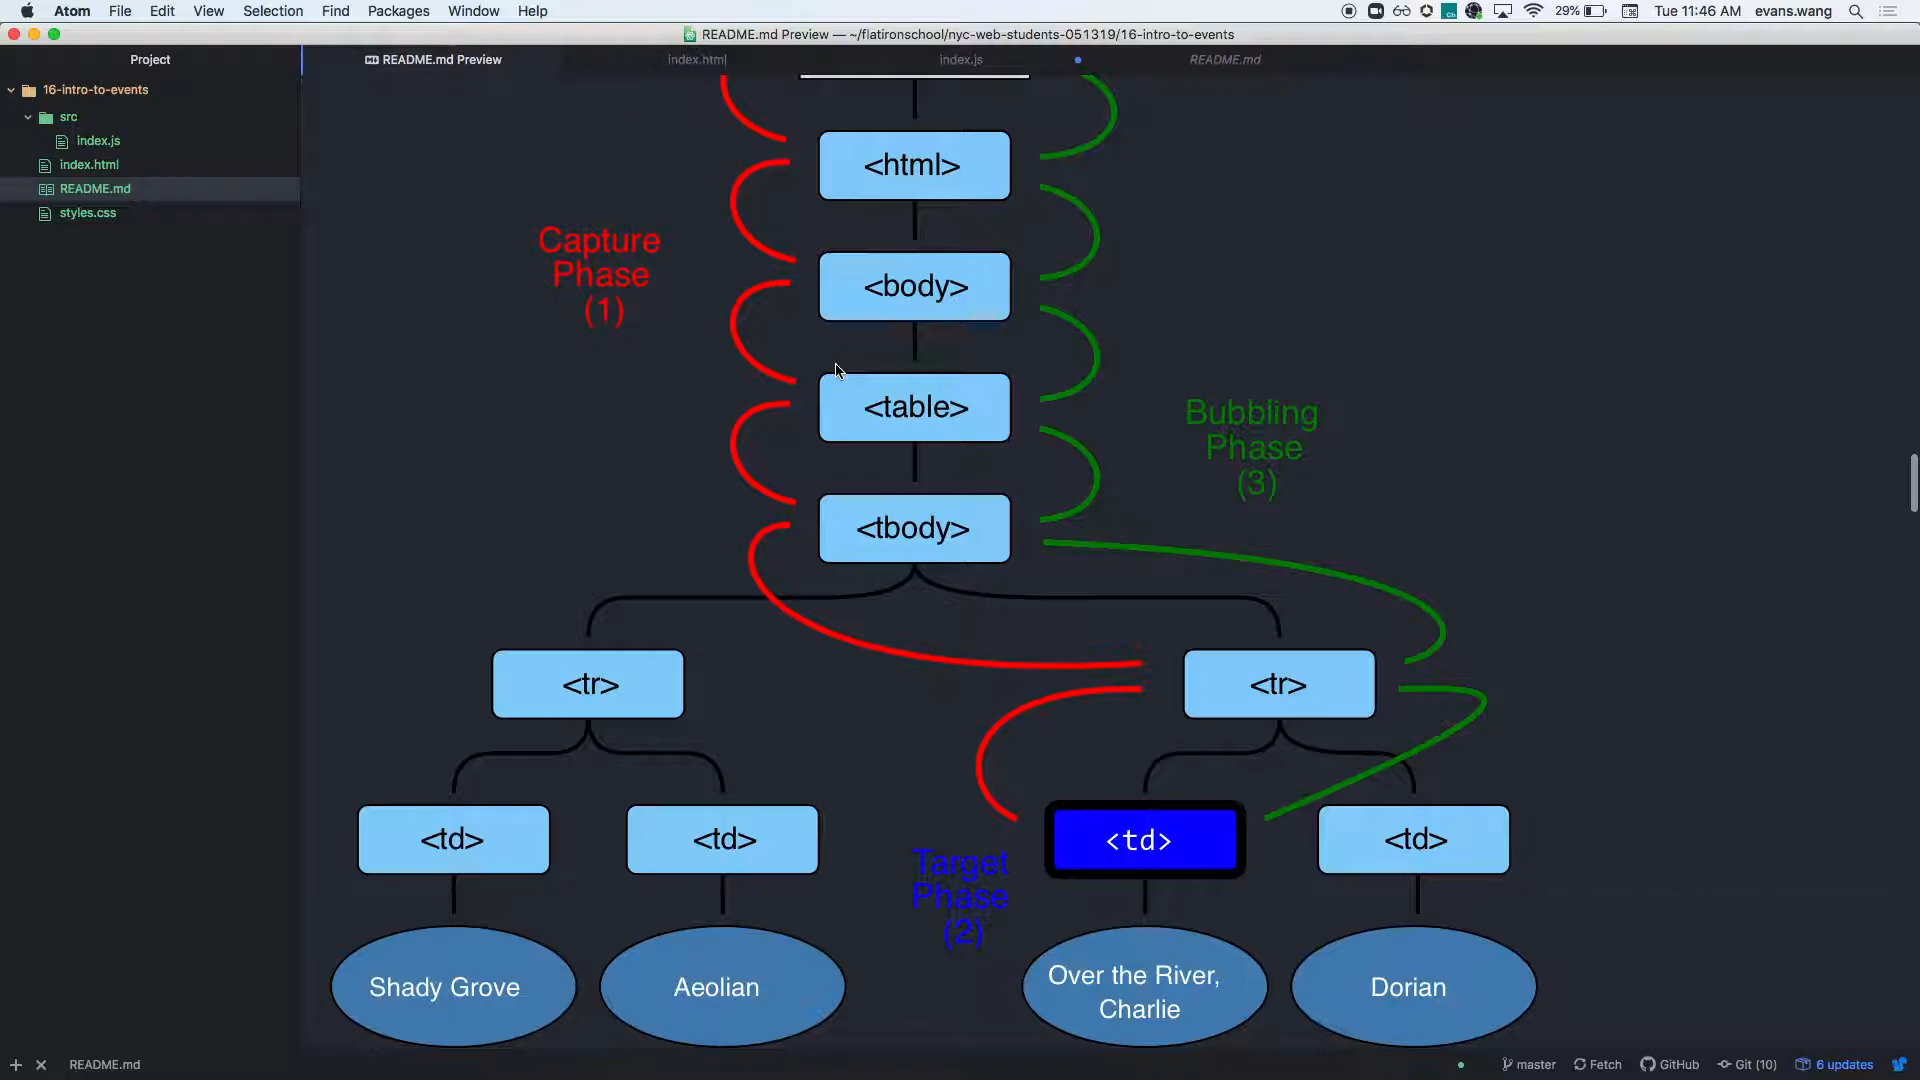 Atom File Edit View Selection Find Packages Window Help
29% Tue 11:46 AM evans.wang
README.md Preview — ~/flatironschool/nyc-web-students-051319/16-intro-to-events
Project
README.md Preview
index.html
index.js
README.md
16-intro-to-events
src
index.js
index.html
README.md
styles.css
<html>
Capture
Phase
(1)
<body>
<table>
Bubbling
Phase
(3)
<tbody>
<tr>
<tr>
<td>
<td>
<td>
<td>
Target
Phase
(2)
Shady Grove
Aeolian
Over the River,
Charlie
Dorian
README.md
master
Fetch
GitHub
Git (10)
6 updates